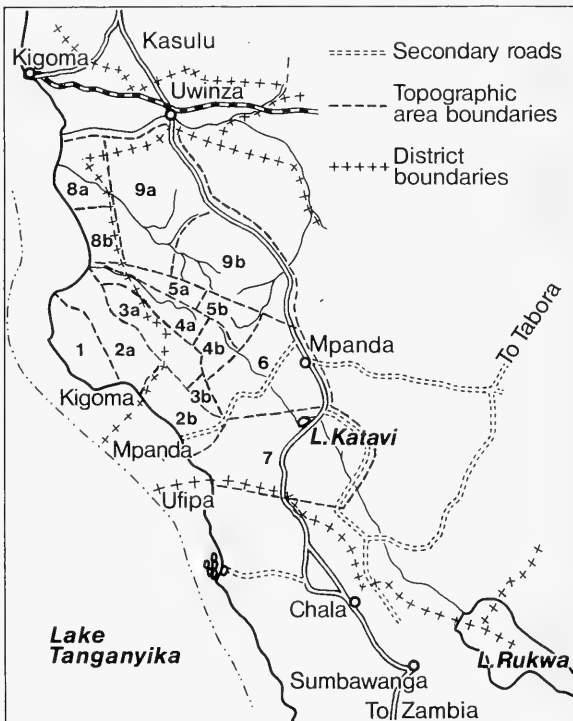 Kasulu
Kigoma
Uwinza
Secondary roads
Topographic
area boundaries
District
boundaries
8a
9a
8b
9b
5a
3a
5b
4a
1
2a
4b
6
Mpanda
To Tabora
Kigoma
3b
2b
L. Katavi
Mpanda
7
Ufipa
Chala
Lake
Tanganyika
L. Rukwa
Sumbawanga
To Zambia